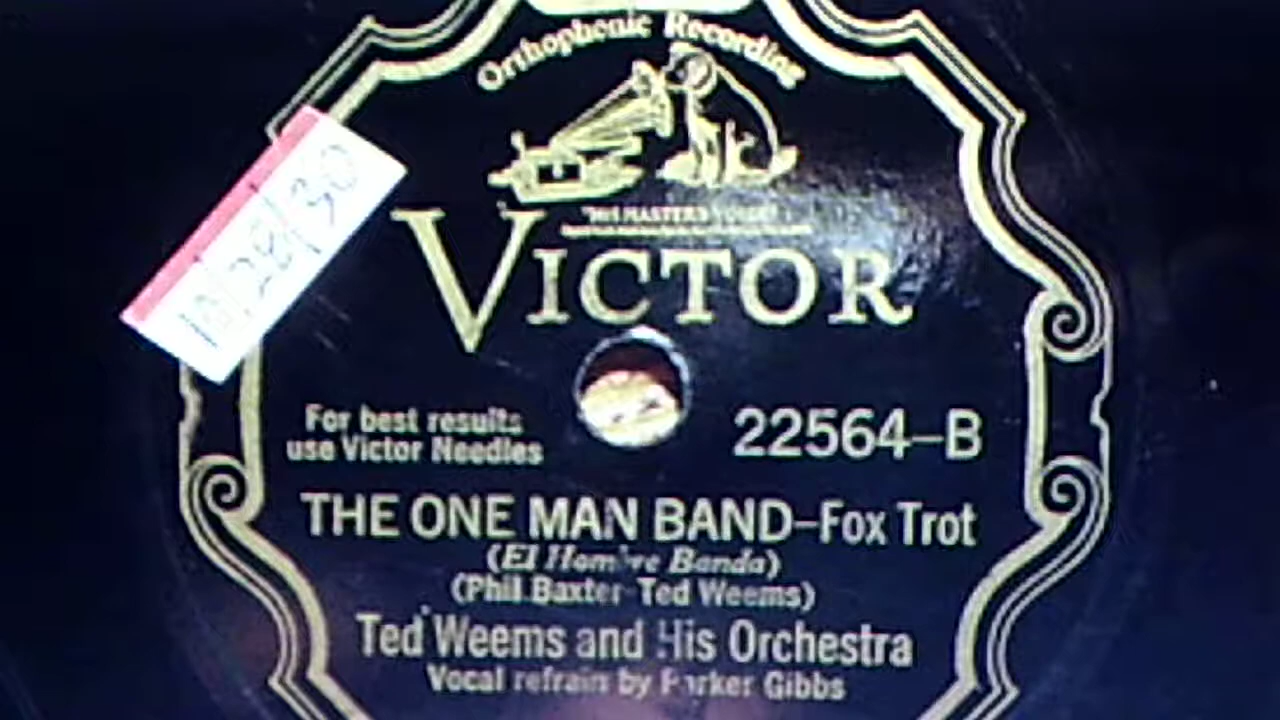 Orthophonic Recording
"HIS MASTER'S VOICE"
VICTOR
For best results
use Victor Needles
22564-B
THE ONE MAN BAND-Fox Trot
(El Hombre Banda)
(Phil Baxter-Ted Weems)
Ted Weems and His Orchestra
Vocal refrain by Parker Gibbs